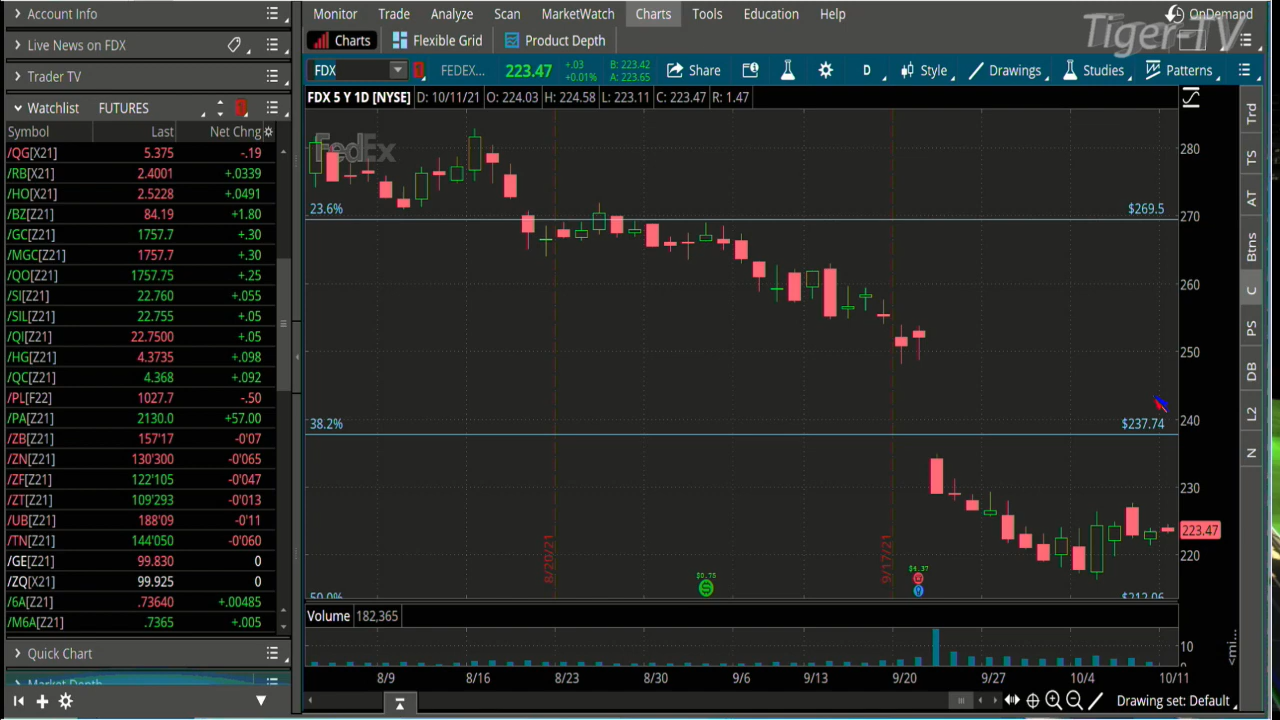 Account Info
Live News on FDX
Trader TV
Watchlist FUTURES
Symbol Last Net Chng
/QG[X21] 5.375 -.19
/RB[X21] 2.4001 +.0339
/HO[X21] 2.5228 +.0491
/BZ[Z21] 84.19 +1.80
/GC[Z21] 1757.7 +.30
/MGC[Z21] 1757.7 +.30
/QO[Z21] 1757.75 +.25
/SI[Z21] 22.760 +.055
/SIL[Z21] 22.755 +.05
/QI[Z21] 22.7500 +.05
/HG[Z21] 4.3735 +.098
/QC[Z21] 4.368 +.092
/PL[F22] 1027.7 -.50
/PA[Z21] 2130.0 +57.00
/ZB[Z21] 157'17 -0'07
/ZN[Z21] 130'300 -0'065
/ZF[Z21] 122'105 -0'047
/ZT[Z21] 109'293 -0'013
/UB[Z21] 188'09 -0'11
/TN[Z21] 144'050 -0'060
/GE[Z21] 99.830 0
/ZQ[X21] 99.925 0
/6A[Z21] .73640 +.00485
/M6A[Z21] .7365 +.005
Quick Chart
Market Depth
Monitor Trade Analyze Scan MarketWatch Charts Tools Education Help
OnDemand
Tiger-TV
Charts Flexible Grid Product Depth
FDX FEDEX... 223.47 +.03 +0.01% B: 223.42 A: 223.65 Share D Style Drawings Studies Patterns
FDX 5 Y 1D [NYSE] D: 10/11/21 O: 224.03 H: 224.58 L: 223.11 C: 223.47 R: 1.47
FedEx
280
23.6% $269.5
270
260
250
38.2% $237.74
240
230
223.47
220
8/20/21
9/17/21
$0.75
$4.37
50.0% $212.06
Volume 182,365
10
0
<mi...
8/9 8/16 8/23 8/30 9/6 9/13 9/20 9/27 10/4 10/11
Drawing set: Default
Trd
TS
AT
Btns
C
PS
DB
L2
N